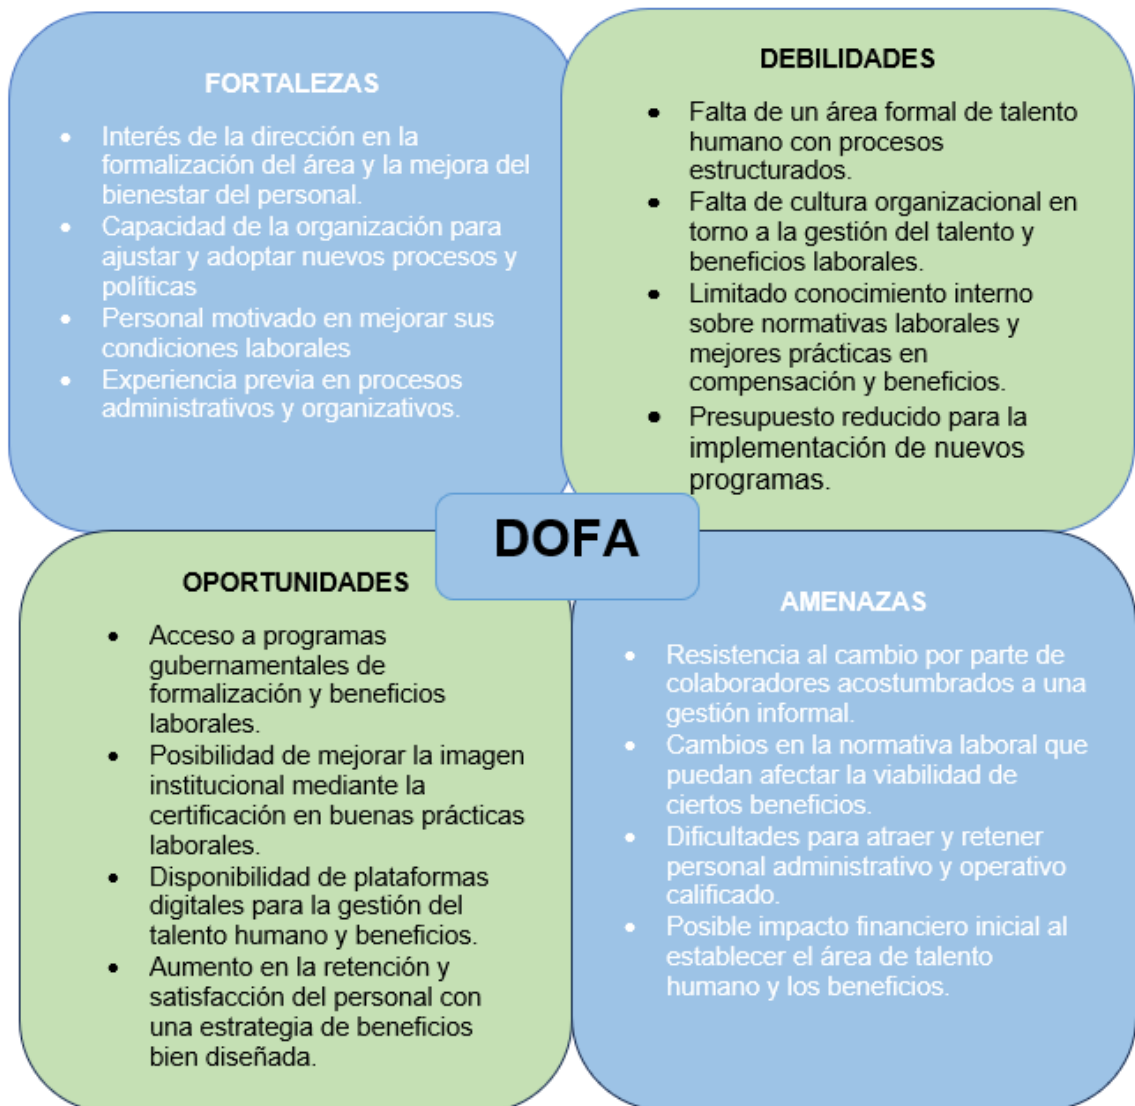 FORTALEZAS
• Interés de la dirección en la
formalización del área y la mejora del
bienestar del personal.
• Capacidad de la organización para
ajustar y adoptar nuevos procesos y
políticas
• Personal motivado en mejorar sus
condiciones laborales
• Experiencia previa en procesos
administrativos y organizativos.
DEBILIDADES
• Falta de un área formal de talento
humano con procesos
estructurados.
• Falta de cultura organizacional en
torno a la gestión del talento y
beneficios laborales.
• Limitado conocimiento interno
sobre normativas laborales y
mejores prácticas en
compensación y beneficios.
• Presupuesto reducido para la
implementación de nuevos
programas.
DOFA
OPORTUNIDADES
• Acceso a programas
gubernamentales de
formalización y beneficios
laborales.
• Posibilidad de mejorar la imagen
institucional mediante la
certificación en buenas prácticas
laborales.
• Disponibilidad de plataformas
digitales para la gestión del
talento humano y beneficios.
• Aumento en la retención y
satisfacción del personal con
una estrategia de beneficios
bien diseñada.
AMENAZAS
• Resistencia al cambio por parte de
colaboradores acostumbrados a una
gestión informal.
• Cambios en la normativa laboral que
puedan afectar la viabilidad de
ciertos beneficios.
• Dificultades para atraer y retener
personal administrativo y operativo
calificado.
• Posible impacto financiero inicial al
establecer el área de talento
humano y los beneficios.